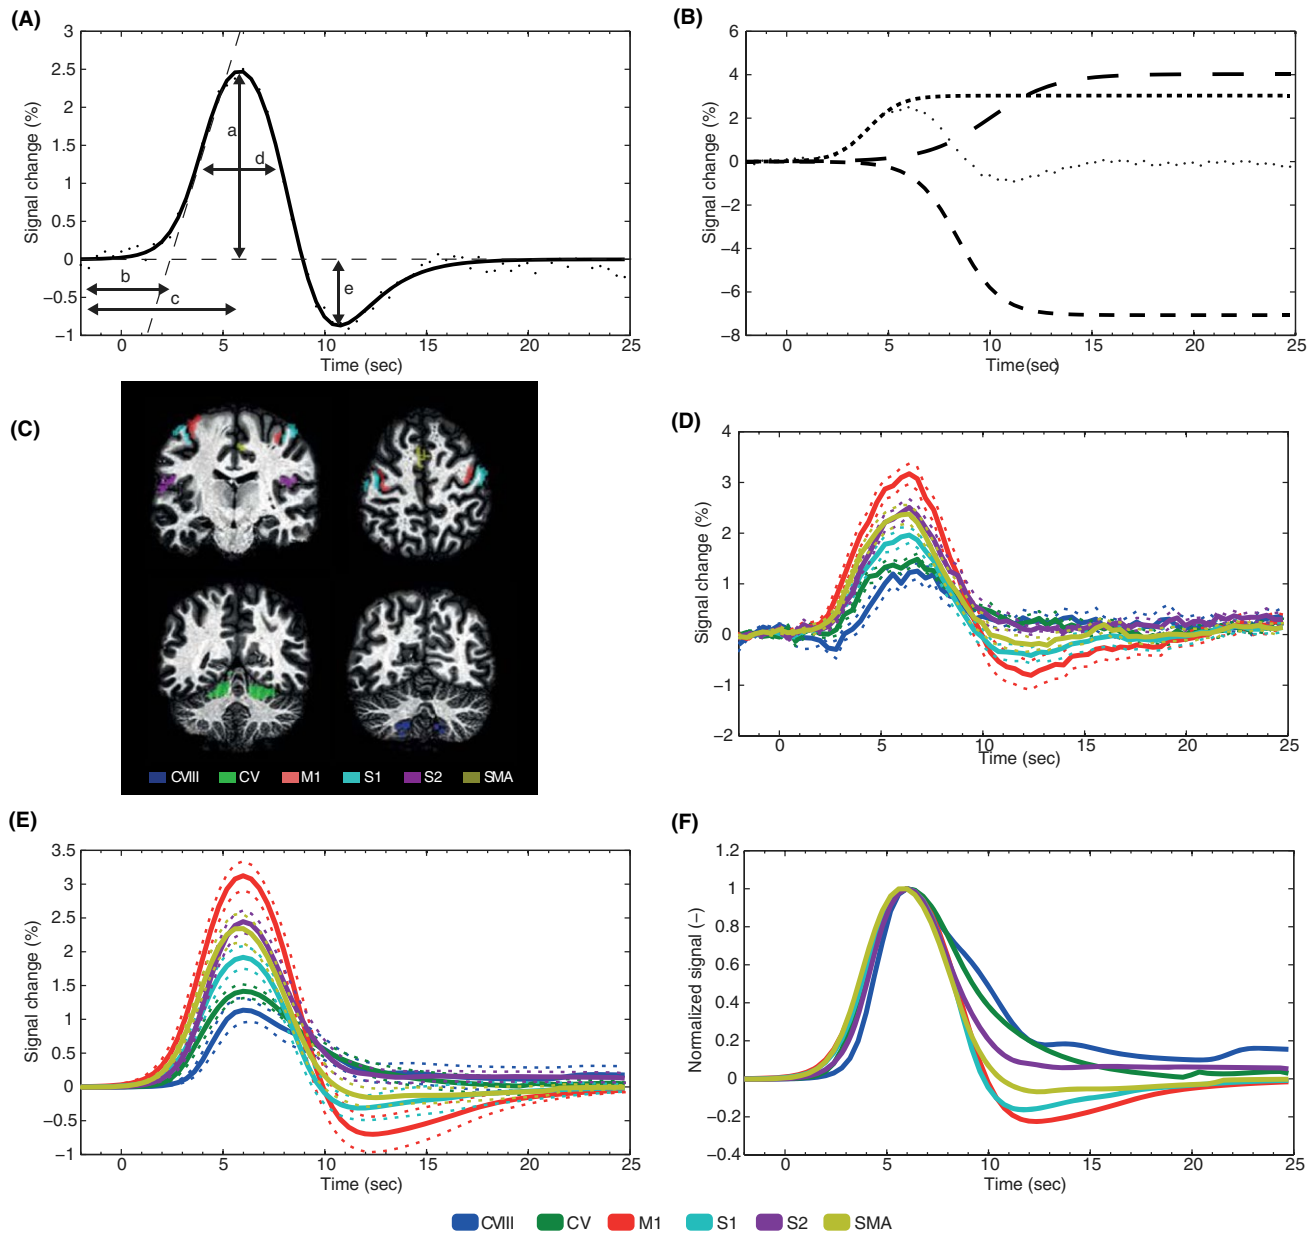 (A)
3
2.5
2
1.5
1
0.5
0
−0.5
−1
Signal change (%)
a
d
b
c
e
0 5 10 15 20 25
Time (sec)
(B)
6
4
2
0
−2
−4
−6
−8
Signal change (%)
0 5 10 15 20 25
Time(sec)
(C)
CVIII CV M1 S1 S2 SMA
(D)
4
3
2
1
0
−1
−2
Signal change (%)
0 5 10 15 20 25
Time (sec)
(E)
3.5
3
2.5
2
1.5
1
0.5
0
−0.5
−1
Signal change (%)
0 5 10 15 20 25
Time (sec)
(F)
1.2
1
0.8
0.6
0.4
0.2
0
−0.2
−0.4
Normalized signal (−)
0 5 10 15 20 25
Time (sec)
CVIII CV M1 S1 S2 SMA